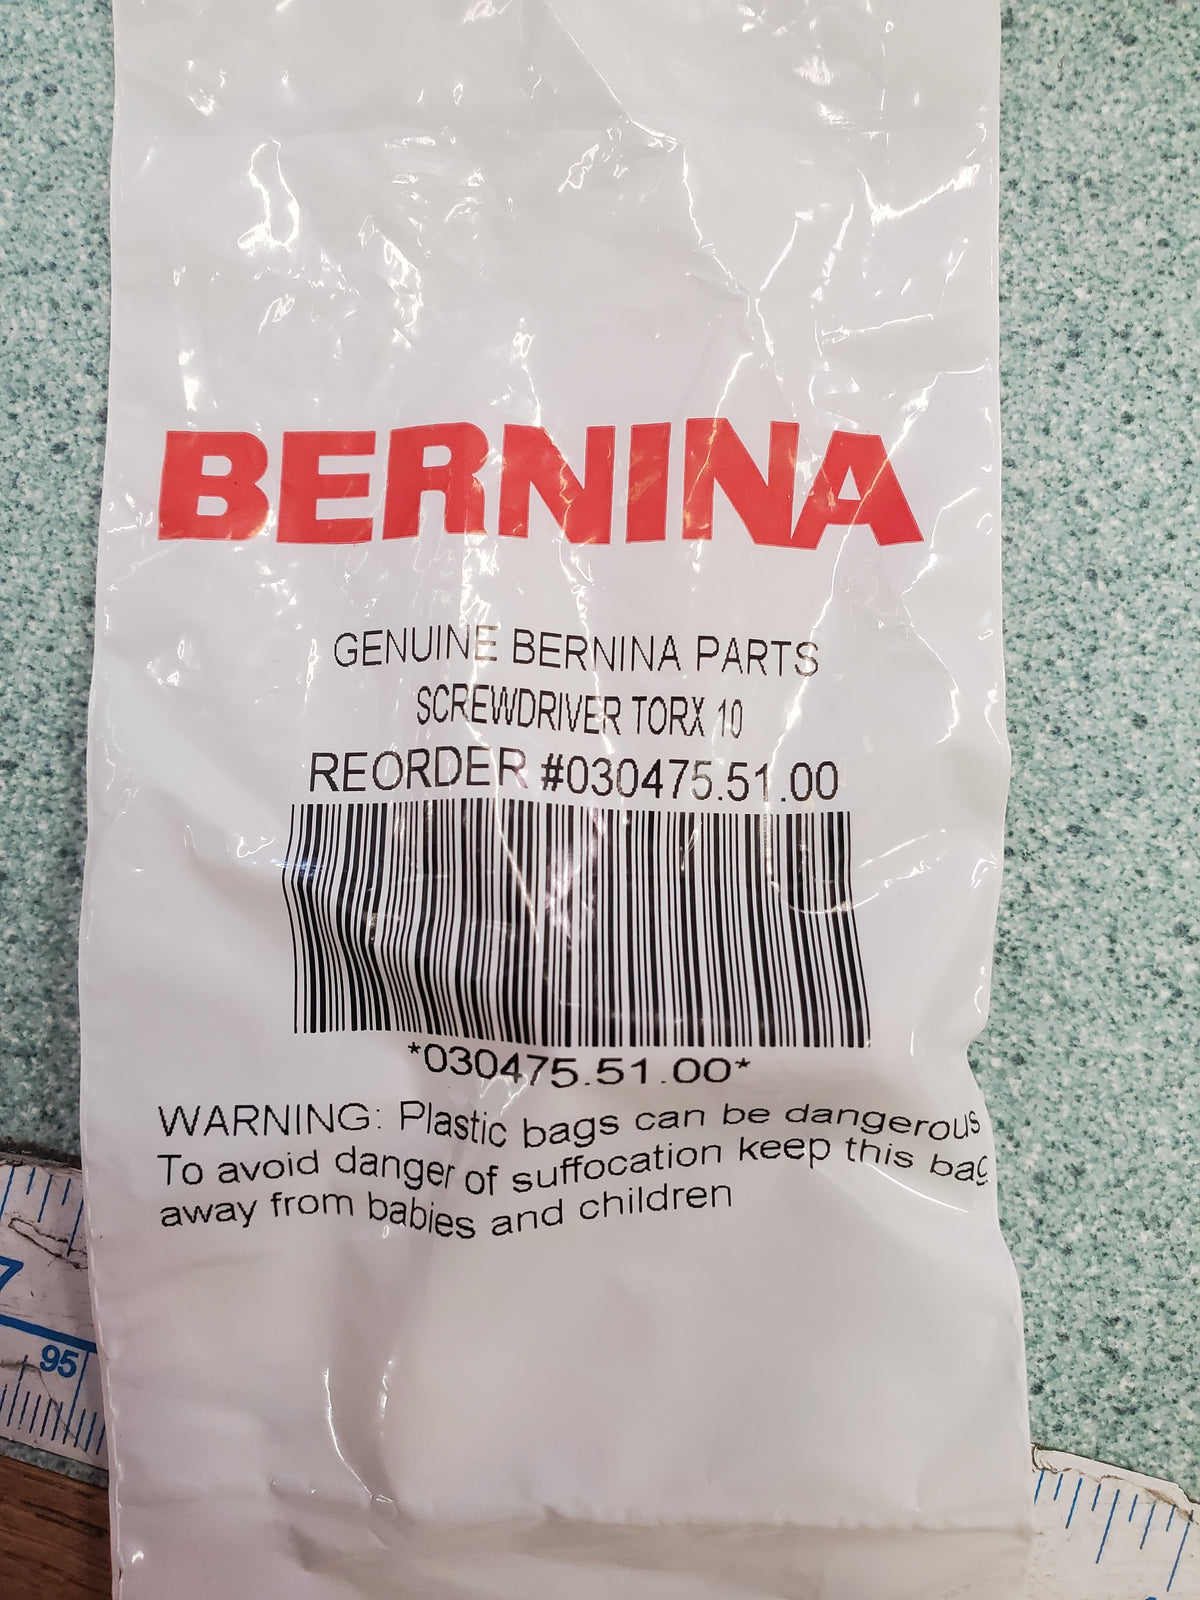 BERNINA
GENUINE BERNINA PARTS
SCREWDRIVER TORX 10
REORDER #030475.51.00
*030475.51.00*
WARNING: Plastic bags can be dangerous
To avoid danger of suffocation keep this bag
away from babies and children
7
95